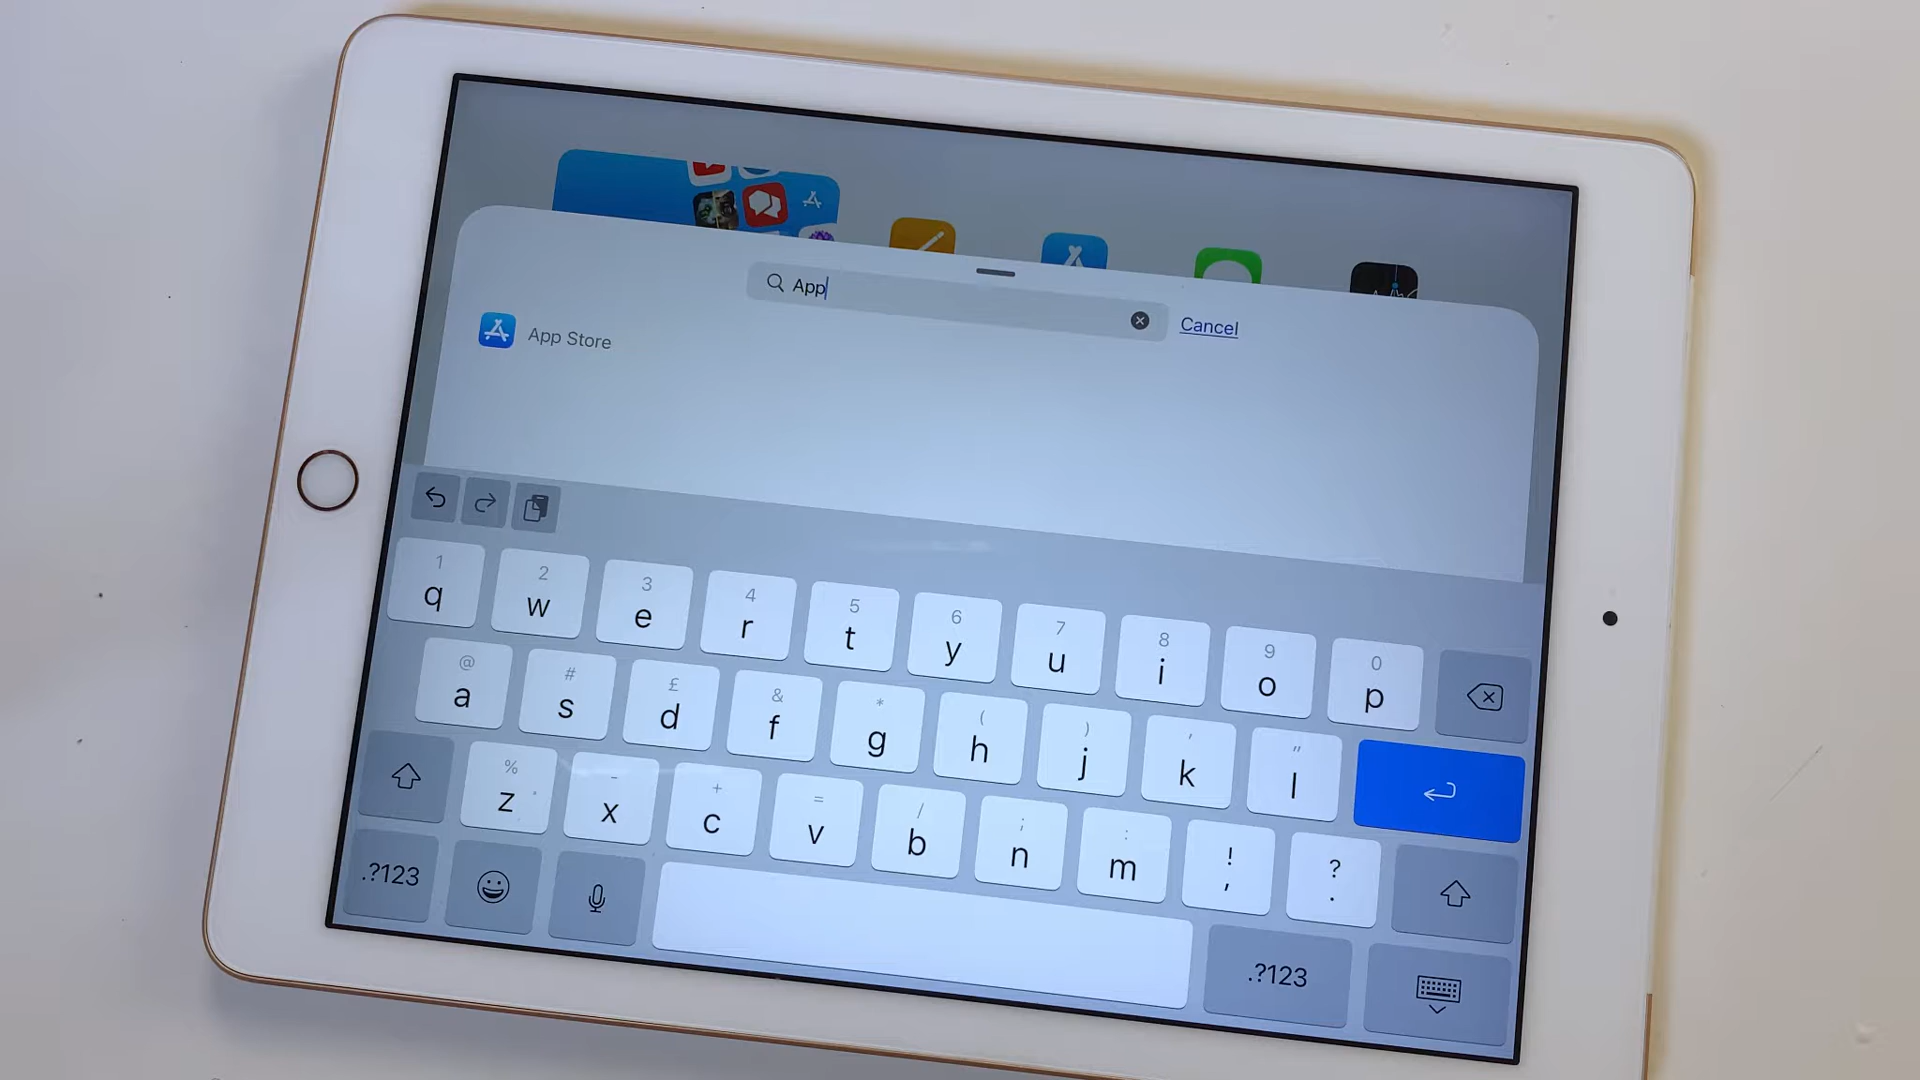 App
Cancel
App Store
1 2 3 4 5 6 7 8 9 0
q w e r t y u i o p
@ # £ & * ( ) ' "
a s d f g h j k l
% - + = / ; : ! ?
z x c v b n m , .
.?123 .?123